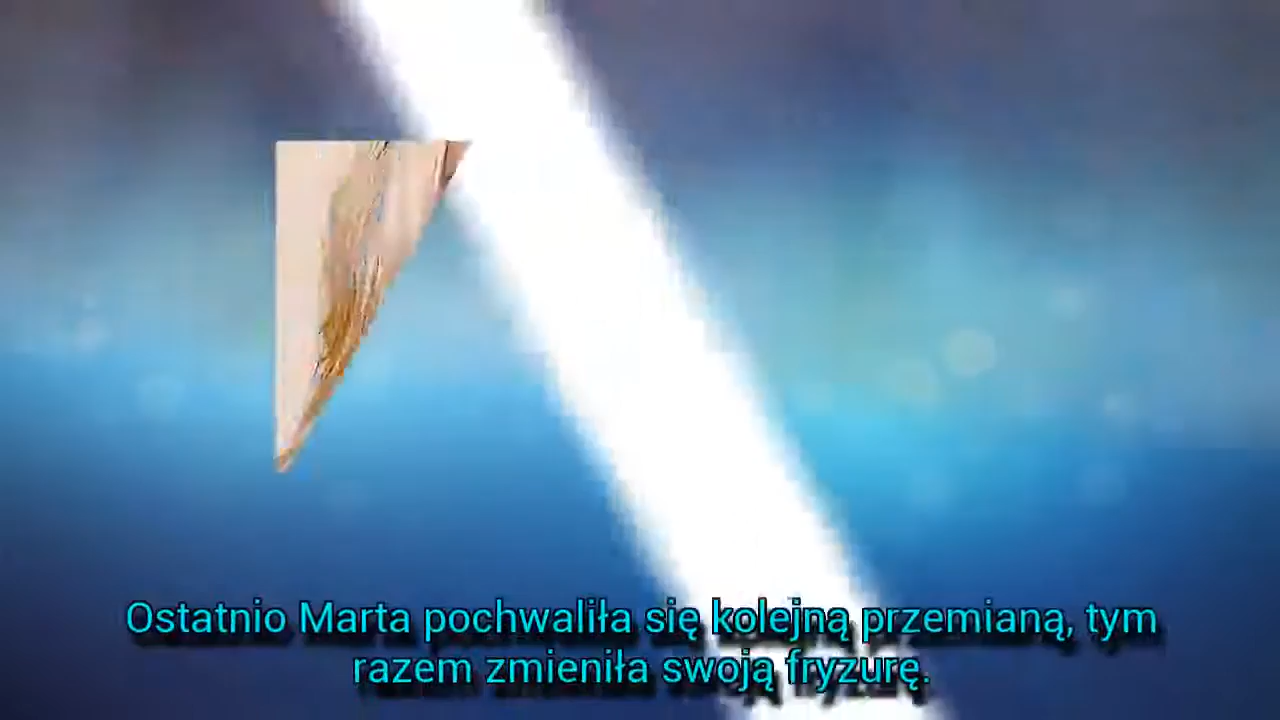 Ostatnio Marta pochwaliła się kolejną przemianą, tym
razem zmieniła swoją fryzurę.